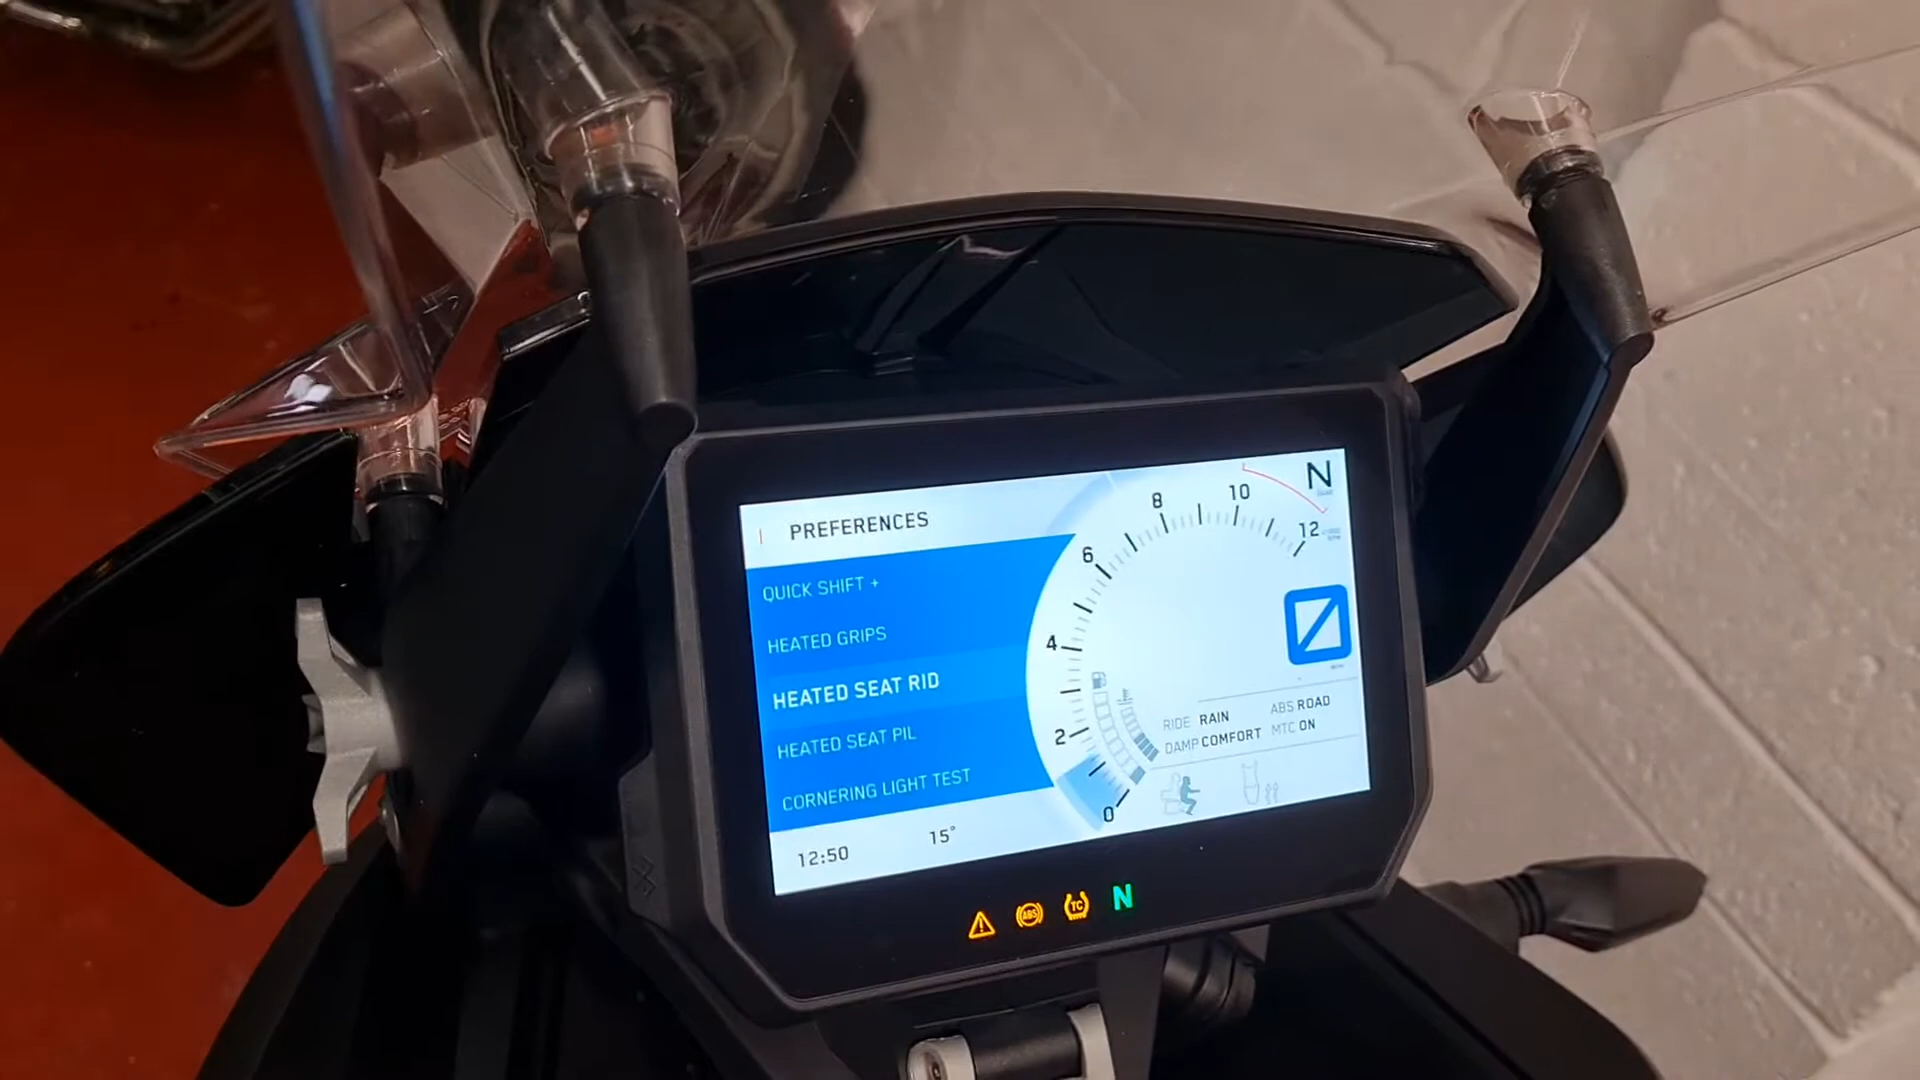 PREFERENCES
QUICK SHIFT +
HEATED GRIPS
HEATED SEAT RID
HEATED SEAT PIL
CORNERING LIGHT TEST
12:50
15°
0
2
4
6
8
10
12
N
RIDE RAIN
ABS ROAD
DAMP COMFORT
MTC ON
ABS
TC
N